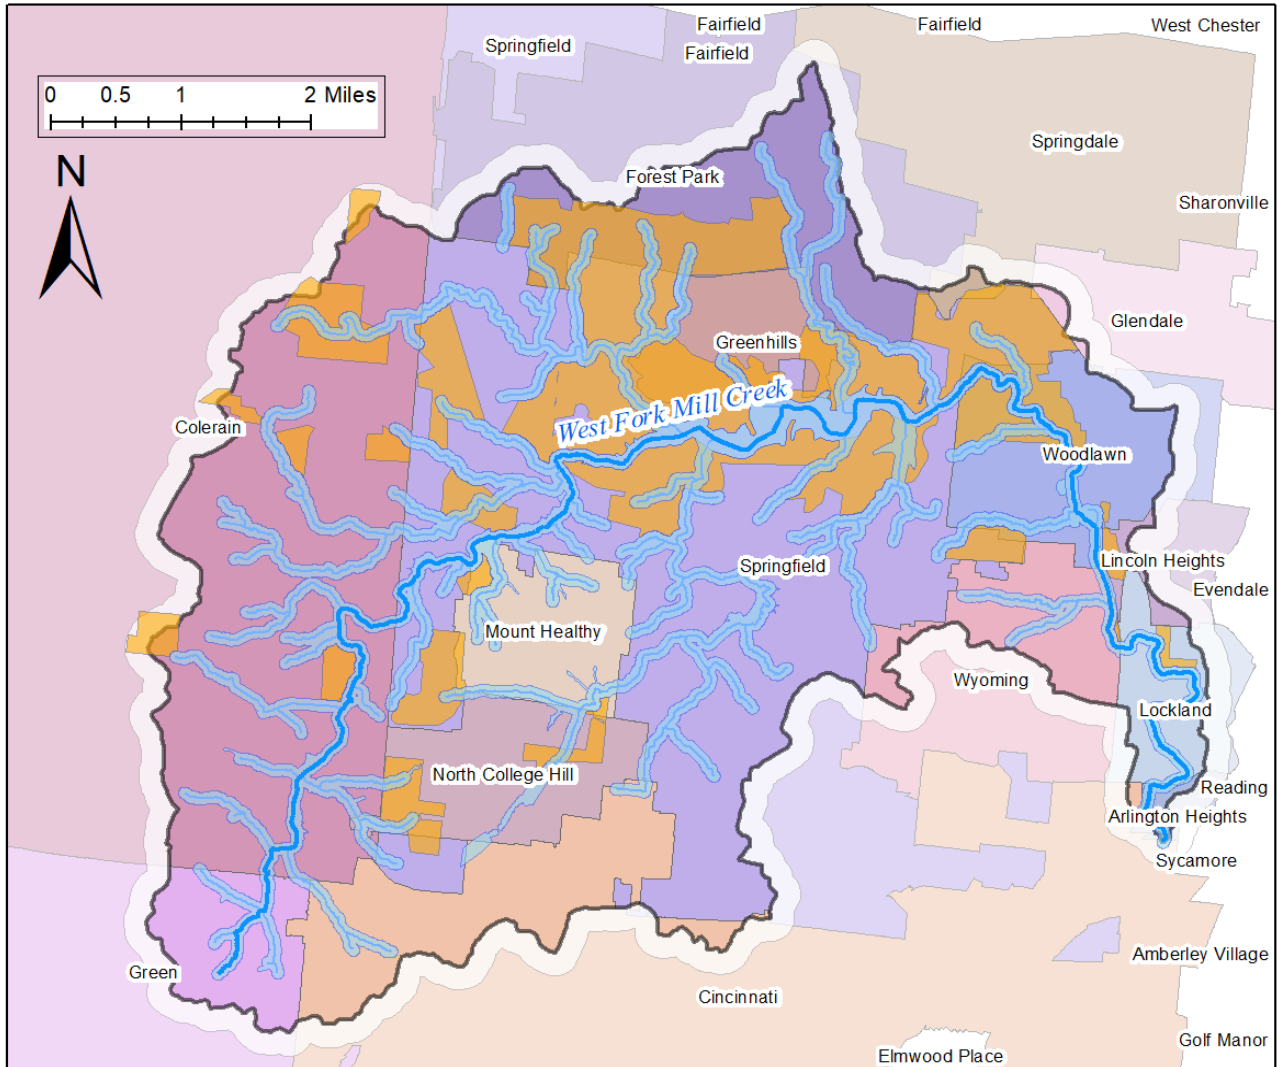 Fairfield
Fairfield
West Chester
Springfield
Fairfield
0 0.5 1 2 Miles
Springdale
N
Forest Park
Sharonville
Glendale
Greenhills
West Fork Mill Creek
Colerain
Woodlawn
Lincoln Heights
Springfield
Evendale
Mount Healthy
Wyoming
Lockland
North College Hill
Reading
Arlington Heights
Sycamore
Amberley Village
Green
Cincinnati
Golf Manor
Elmwood Place